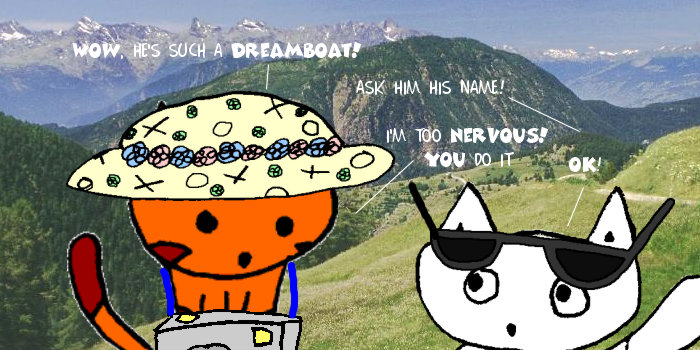 WOW, HE'S SUCH A DREAMBOAT!
ASK HIM HIS NAME!
I'M TOO NERVOUS!
YOU DO IT
OK!